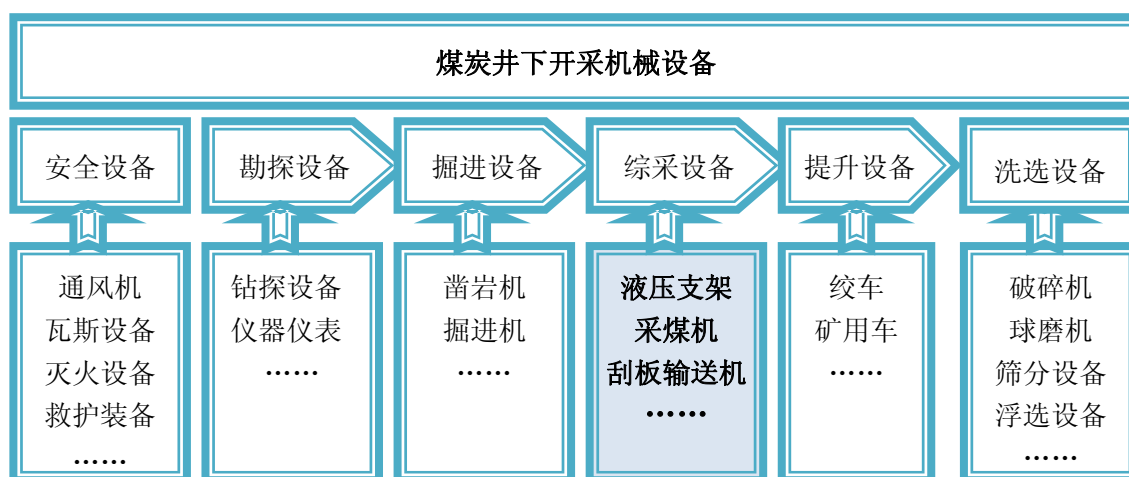 煤炭井下开采机械设备
安全设备
勘探设备
掘进设备
综采设备
提升设备
洗选设备
通风机
瓦斯设备
灭火设备
救护装备
……
钻探设备
仪器仪表
……
凿岩机
掘进机
……
液压支架
采煤机
刮板输送机
……
绞车
矿用车
……
破碎机
球磨机
筛分设备
浮选设备
……